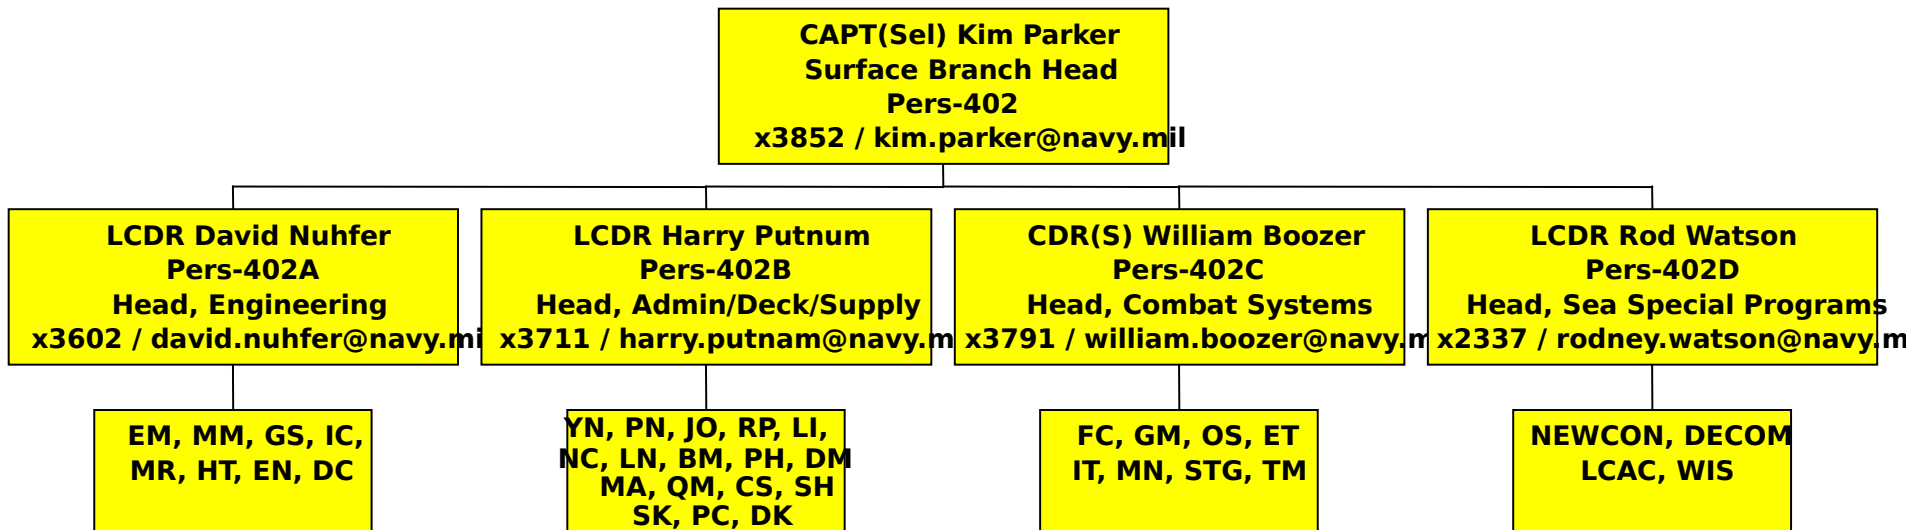 CAPT(Sel) Kim Parker
Surface Branch Head
Pers-402
x3852 / kim.parker@navy.mil
LCDR David Nuhfer
Pers-402A
Head, Engineering
x3602 / david.nuhfer@navy.mi
LCDR Harry Putnum
Pers-402B
Head, Admin/Deck/Supply
x3711 / harry.putnam@navy.m
CDR(S) William Boozer
Pers-402C
Head, Combat Systems
x3791 / william.boozer@navy.m
LCDR Rod Watson
Pers-402D
Head, Sea Special Programs
x2337 / rodney.watson@navy.m
EM, MM, GS, IC,
MR, HT, EN, DC
YN, PN, JO, RP, LI,
NC, LN, BM, PH, DM
MA, QM, CS, SH
SK, PC, DK
FC, GM, OS, ET
IT, MN, STG, TM
NEWCON, DECOM
LCAC, WIS